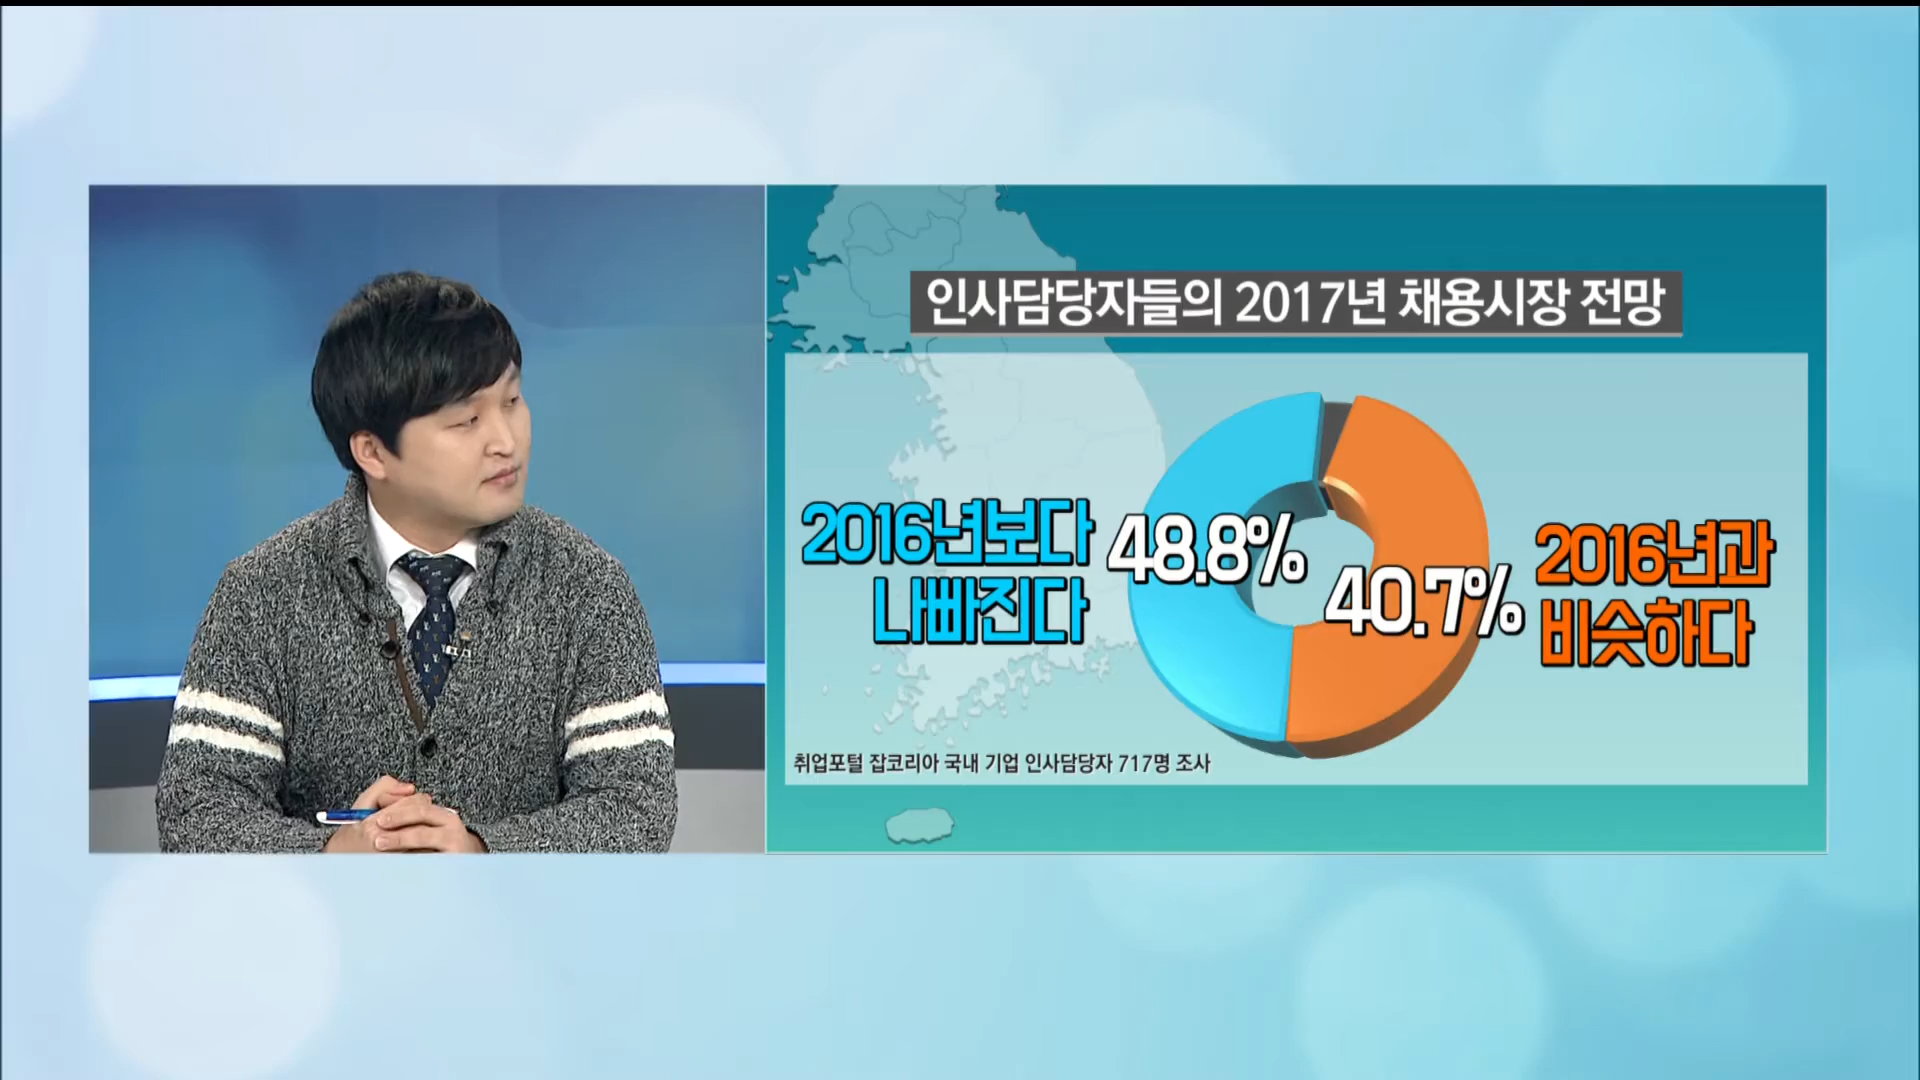 인사담당자들의 2017년 채용시장 전망
2016년보다
나빠진다
48.8%
40.7%
2016년과
비슷하다
취업포털 잡코리아 국내 기업 인사담당자 717명 조사